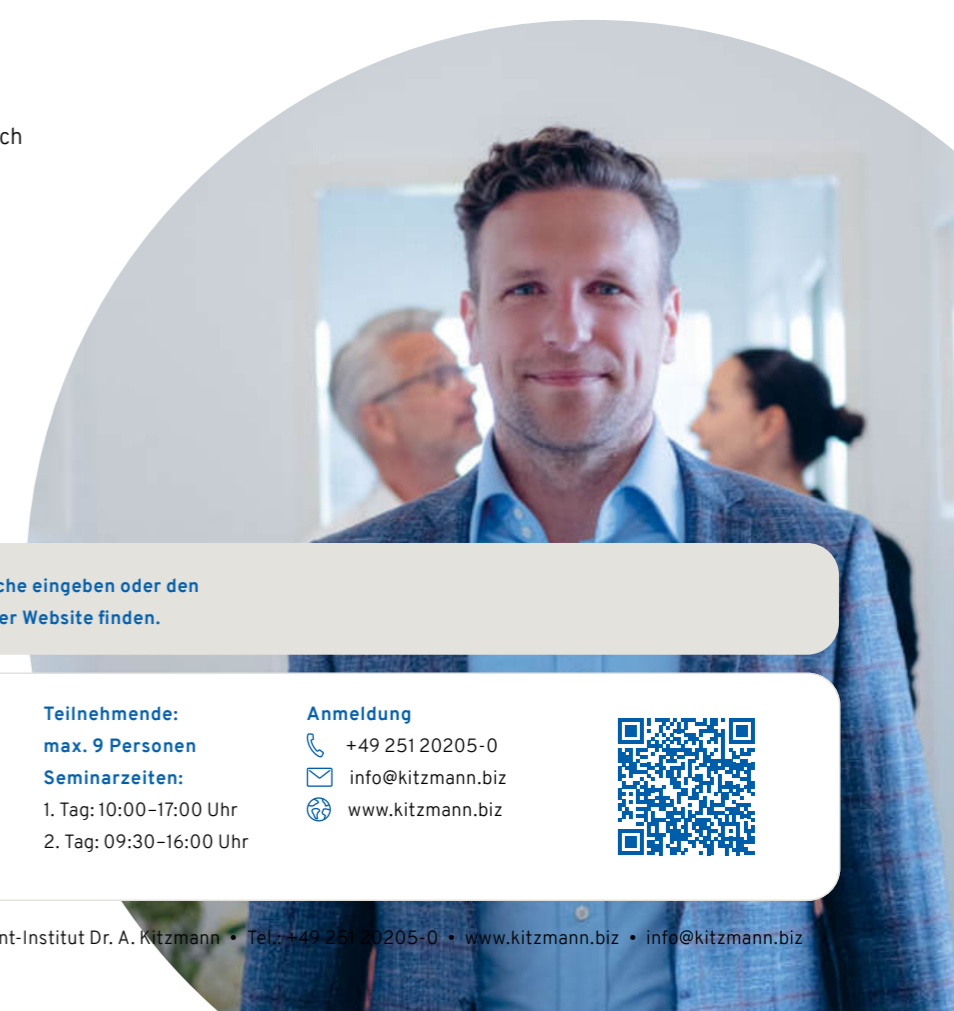 ch
che eingeben oder den
er Website finden.
Teilnehmende:
max. 9 Personen
Seminarzeiten:
1. Tag: 10:00–17:00 Uhr
2. Tag: 09:30–16:00 Uhr
Anmeldung
+49 251 20205-0
info@kitzmann.biz
www.kitzmann.biz
nt-Institut Dr. A. Kitzmann • Tel.: +49 251 20205-0 • www.kitzmann.biz • info@kitzmann.biz